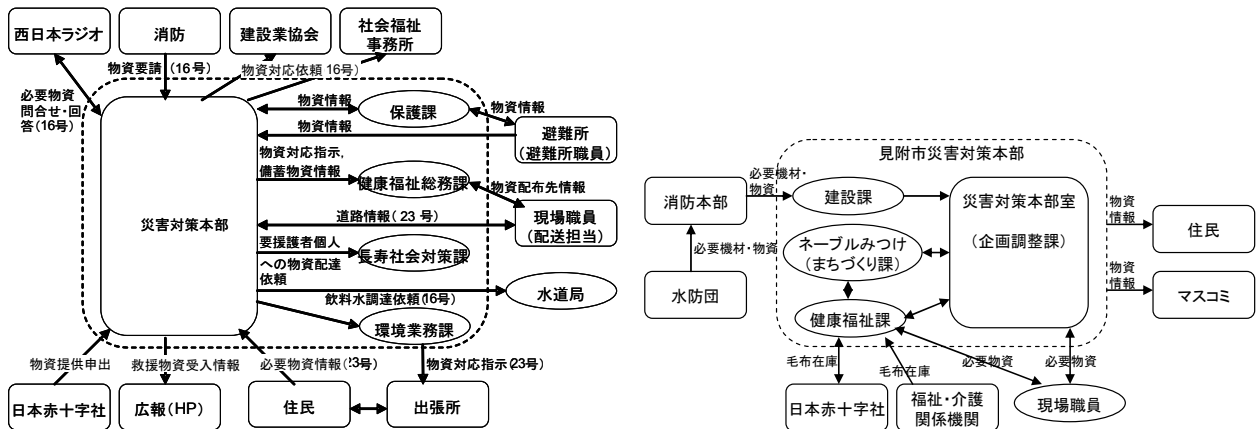 西日本ラジオ
消防
建設業協会
社会福祉
事務所
物資要請 (16号)
物資対応依頼 16号)
必要物資
問合せ・回
答(16号)
物資情報
保護課
物資情報
物資情報
避難所
(避難所職員)
物資対応指示,
備蓄物資情報
健康福祉総務課
物資配布先情報
災害対策本部
道路情報( 23 号)
現場職員
(配送担当)
要援護者個人
への物資配達
依頼
長寿社会対策課
水道局
飲料水調達依頼(16号)
環境業務課
物資提供申出
救援物資受入情報
必要物資情報(23号)
物資対応指示(23号)
日本赤十字社
広報(HP)
住民
出張所
見附市災害対策本部
必要機材・
物資
消防本部
建設課
災害対策本部室
(企画調整課)
物資
情報
住民
必要機材・物資
ネーブルみつけ
(まちづくり課)
物資
情報
マスコミ
水防団
健康福祉課
毛布在庫
毛布在庫
必要物資
必要物資
日本赤十字社
福祉・介護
関係機関
現場職員